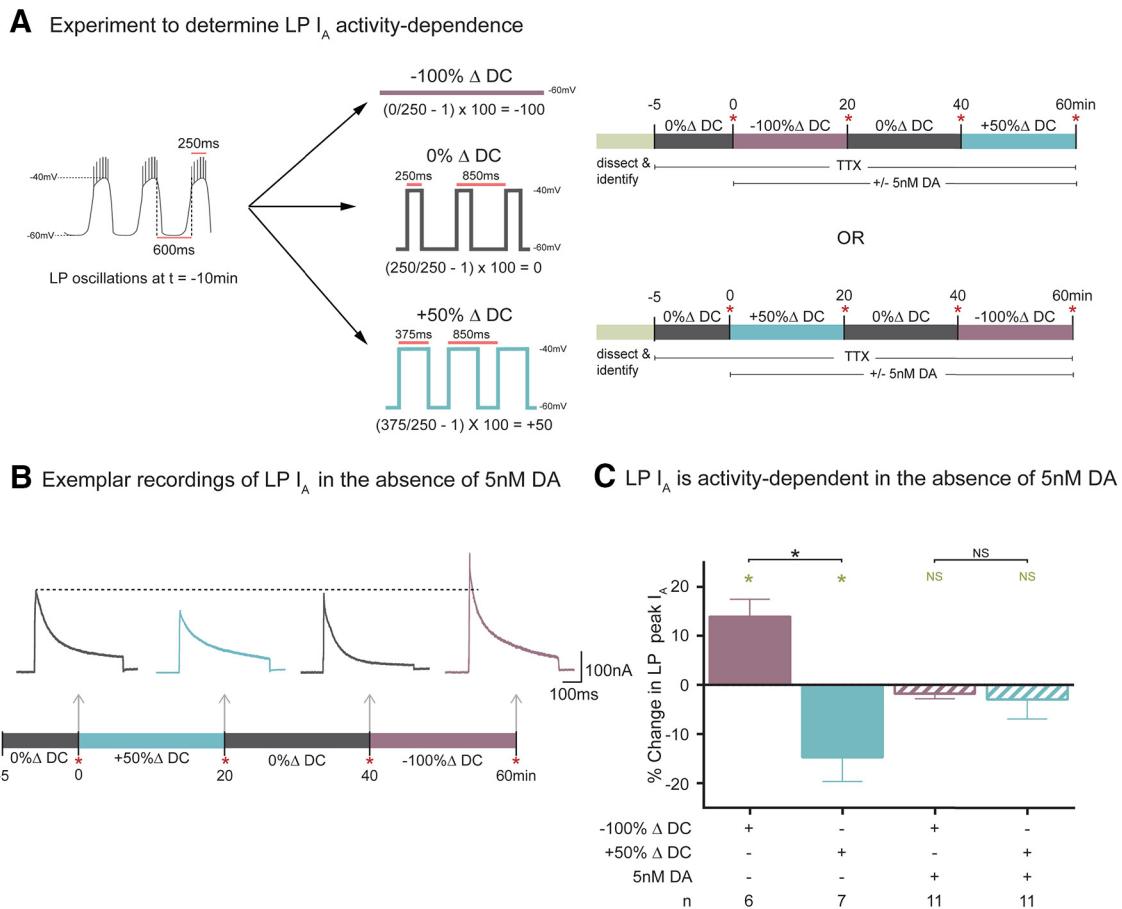 A Experiment to determine LP IA activity-dependence
-100% Δ DC
-60mV
(0/250 - 1) x 100 = -100
250ms
-40mV
-60mV
600ms
LP oscillations at t = -10min
0% Δ DC
250ms 850ms
-40mV
-60mV
(250/250 - 1) x 100 = 0
+50% Δ DC
375ms 850ms
-40mV
-60mV
(375/250 - 1) X 100 = +50
-5 0 20 40 60min
* * * *
0%Δ DC -100%Δ DC 0%Δ DC +50%Δ DC
dissect &
identify
TTX
+/- 5nM DA
OR
-5 0 20 40 60min
* * * *
0%Δ DC +50%Δ DC 0%Δ DC -100%Δ DC
dissect &
identify
TTX
+/- 5nM DA
B Exemplar recordings of LP IA in the absence of 5nM DA
100nA
100ms
0%Δ DC +50%Δ DC 0%Δ DC -100%Δ DC
* * * *
-5 0 20 40 60min
C LP IA is activity-dependent in the absence of 5nM DA
* NS
* * NS NS
% Change in LP peak IA
20
10
0
-10
-20
-100% Δ DC + - + -
+50% Δ DC - + - +
5nM DA - - + +
n 6 7 11 11